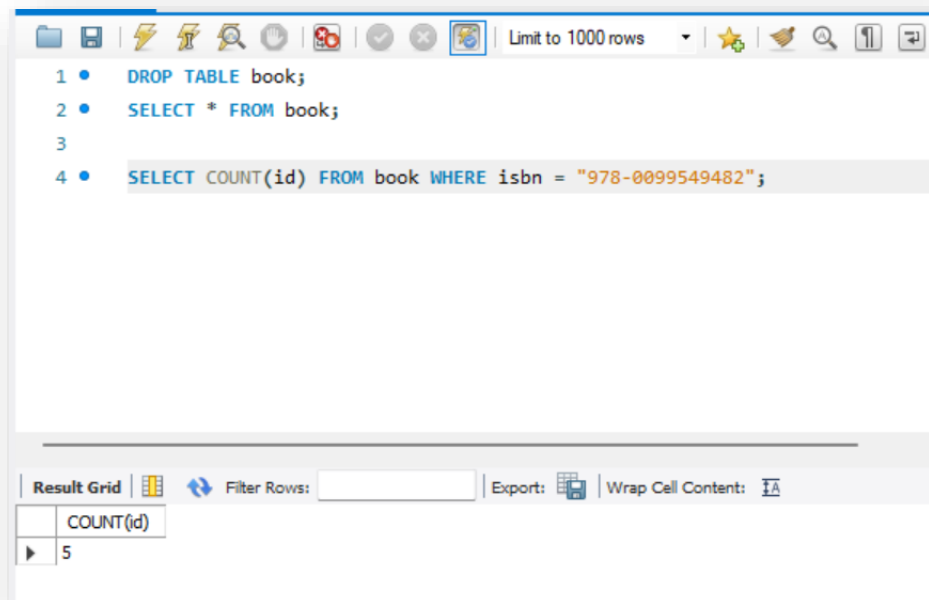 Limit to 1000 rows
1 DROP TABLE book;
2 SELECT * FROM book;
3
4 SELECT COUNT(id) FROM book WHERE isbn = "978-0099549482";
Result Grid Filter Rows: Export: Wrap Cell Content:
COUNT(id)
5